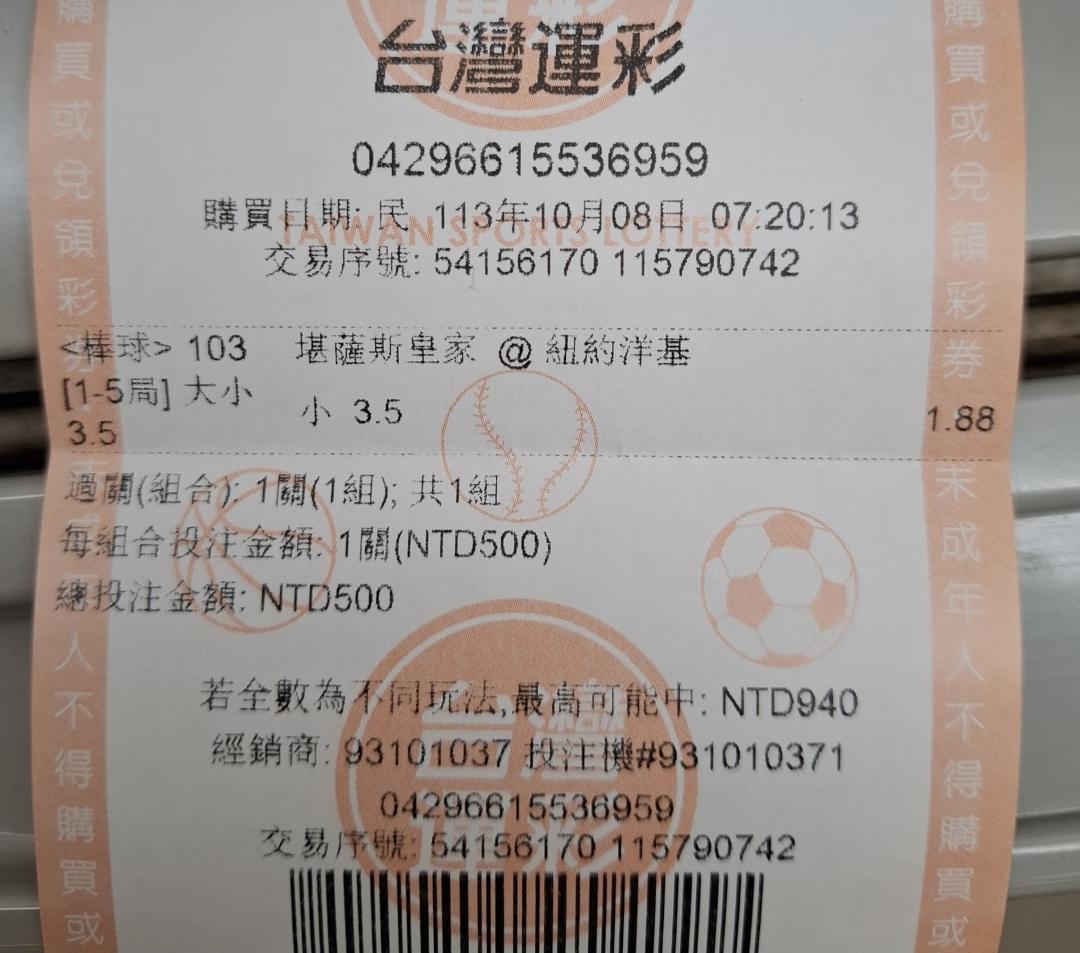 台灣運彩
04296615536959
購買日期: 民 113年10月08日 07:20:13
TAIWAN SPORTS LOTTERY
交易序號: 54156170 115790742
<棒球> 103 堪薩斯皇家 @ 紐約洋基
[1-5局] 大小 3.5 小 3.5 1.88
過關(組合): 1關(1組); 共1組
每組合投注金額: 1關(NTD500)
總投注金額: NTD500
若全數為不同玩法,最高可能中: NTD940
經銷商: 93101037 投注機#931010371
04296615536959
交易序號: 54156170 115790742
購買或兌領彩券
人不得購買或
購買或兌領彩券
未成年人不得購買或